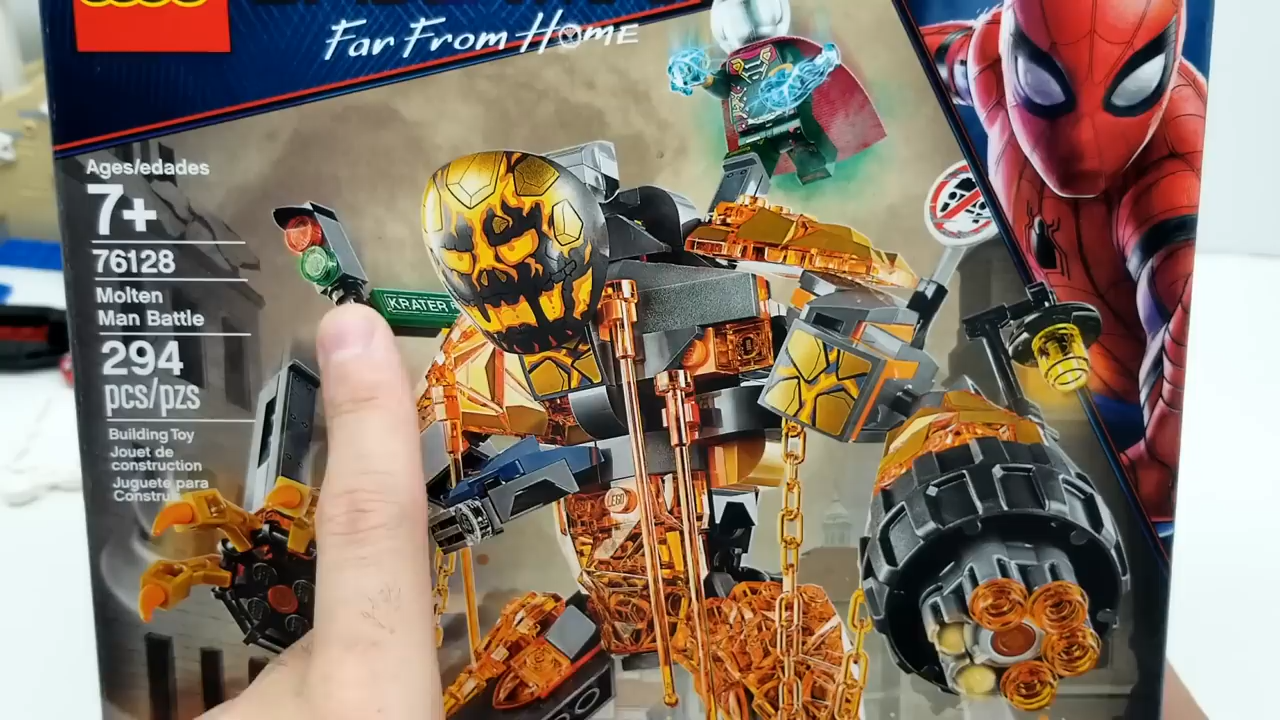 Far From Home
Ages/edades
7+
76128
Molten
Man Battle
294
pcs/pzs
Building Toy
Jouet de
construction
Juguete para
KRATER
LEGO